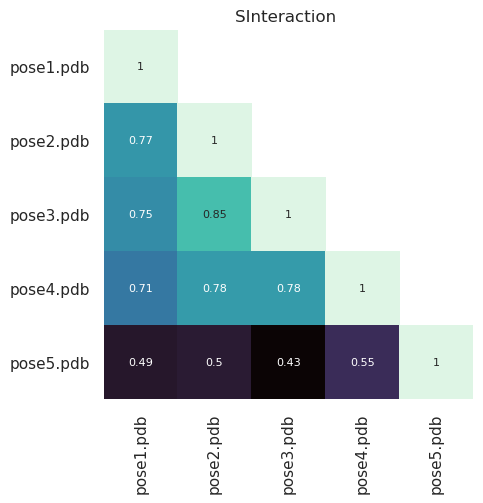 SInteraction
pose1.pdb 1
pose2.pdb 0.77 1
pose3.pdb 0.75 0.85 1
pose4.pdb 0.71 0.78 0.78 1
pose5.pdb 0.49 0.5 0.43 0.55 1
pose1.pdb
pose2.pdb
pose3.pdb
pose4.pdb
pose5.pdb